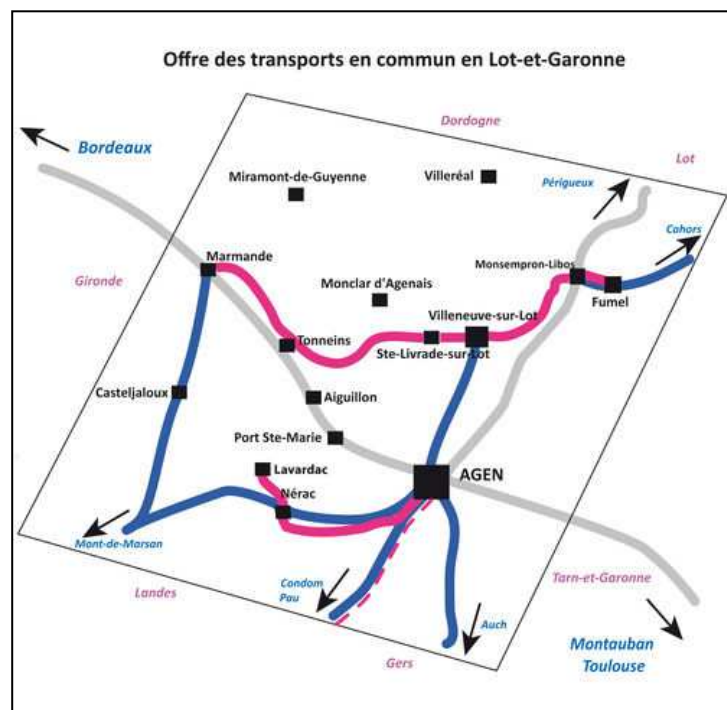 Offre des transports en commun en Lot-et-Garonne
Dordogne
Bordeaux
Lot
Miramont-de-Guyenne
Villeréal
Périgueux
Cahors
Marmande
Monsempron-Libos
Gironde
Monclar d'Agenais
Fumel
Villeneuve-sur-Lot
Tonneins
Ste-Livrade-sur-Lot
Casteljaloux
Aiguillon
Port Ste-Marie
Lavardac
AGEN
Nérac
Mont-de-Marsan
Landes
Condom
Pau
Tarn-et-Garonne
Auch
Gers
Montauban
Toulouse